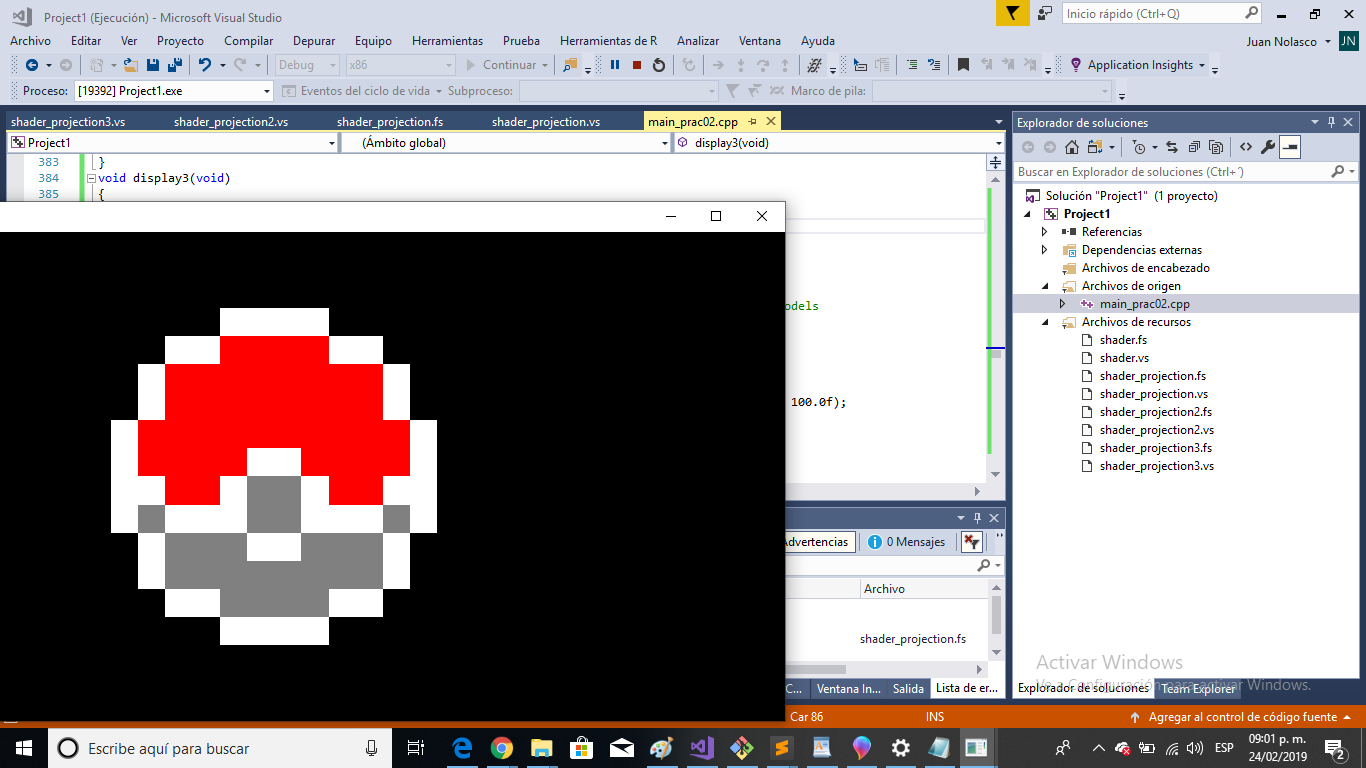 Project1 (Ejecución) - Microsoft Visual Studio
Inicio rápido (Ctrl+Q)
Archivo Editar Ver Proyecto Compilar Depurar Equipo Herramientas Prueba Herramientas de R Analizar Ventana Ayuda
Juan Nolasco JN
Debug x86 Continuar Application Insights
Proceso: [19392] Project1.exe Eventos del ciclo de vida Subproceso: Marco de pila:
shader_projection3.vs shader_projection2.vs shader_projection.fs shader_projection.vs main_prac02.cpp
Project1 (Ámbito global) display3(void)
383 }
384 void display3(void)
385 {
odels
100.0f);
Explorador de soluciones
Buscar en Explorador de soluciones (Ctrl+´)
Solución "Project1" (1 proyecto)
Project1
Referencias
Dependencias externas
Archivos de encabezado
Archivos de origen
main_prac02.cpp
Archivos de recursos
shader.fs
shader.vs
shader_projection.fs
shader_projection.vs
shader_projection2.fs
shader_projection2.vs
shader_projection3.fs
shader_projection3.vs
Advertencias 0 Mensajes
Archivo
shader_projection.fs
C... Ventana In... Salida Lista de er...
Activar Windows
Ve a Configuración para activar Windows.
Explorador de soluciones Team Explorer
Car 86 INS Agregar al control de código fuente
Escribe aquí para buscar
ESP
09:01 p. m.
24/02/2019
2